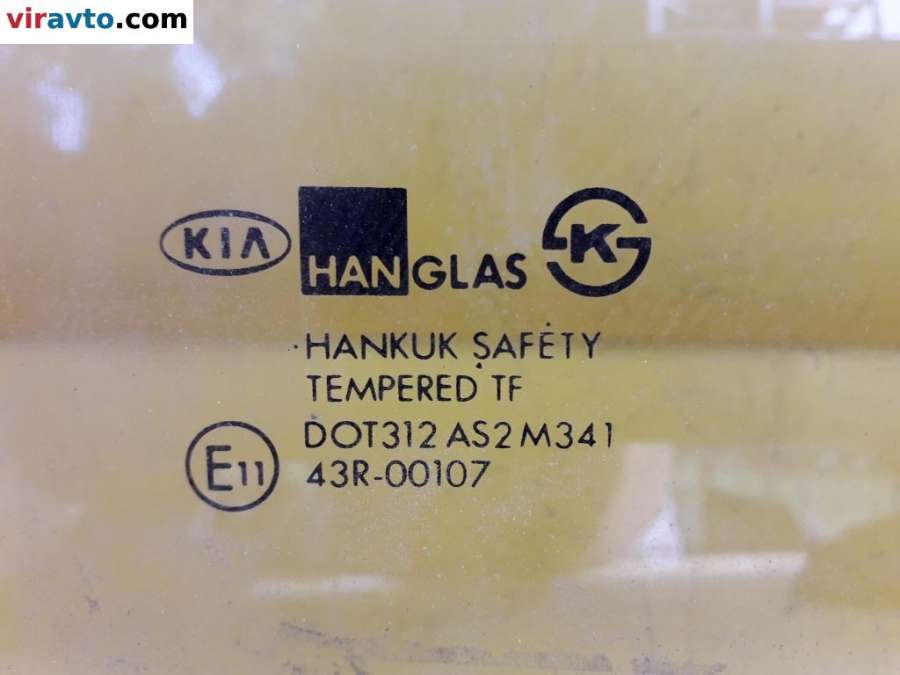 viravto.com
KIA HANGLAS K
HANKUK SAFETY
TEMPERED TF
DOT312 AS2 M341
E11 43R-00107